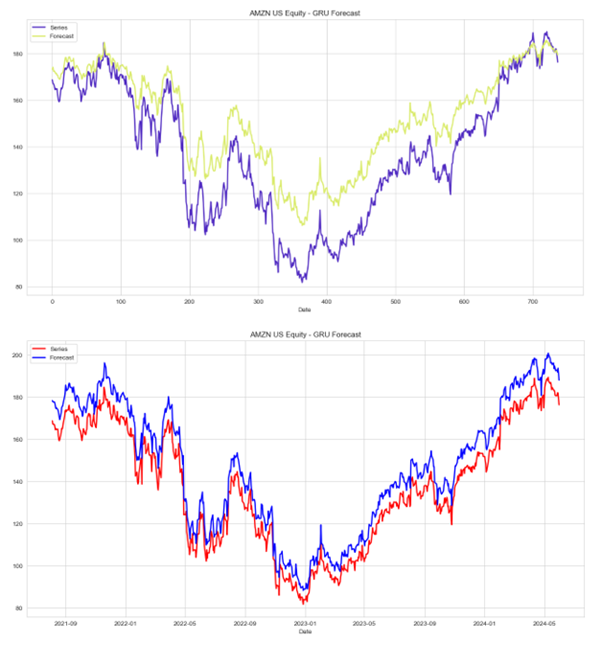 AMZN US Equity - GRU Forecast
Series
Forecast
180
160
140
120
100
80
0 100 200 300 400 500 600 700
Date
AMZN US Equity - GRU Forecast
Series
Forecast
200
180
160
140
120
100
80
2021-09 2022-01 2022-05 2022-09 2023-01 2023-05 2023-09 2024-01 2024-05
Date